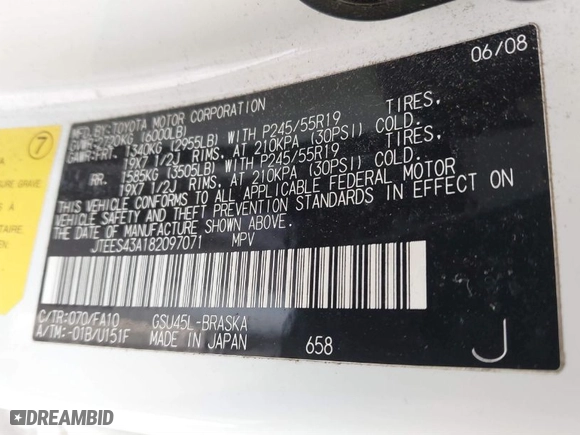 06/08
MFD.BY:TOYOTA MOTOR CORPORATION
GVWR:2720KG (6000LB)
GAWR:FRT. 1340KG (2955LB) WITH P245/55R19 TIRES,
19X7 1/2J RIMS, AT 210KPA (30PSI) COLD.
RR. 1585KG (3505LB) WITH P245/55R19 TIRES,
19X7 1/2J RIMS, AT 210KPA (30PSI) COLD.
THIS VEHICLE CONFORMS TO ALL APPLICABLE FEDERAL MOTOR
VEHICLE SAFETY AND THEFT PREVENTION STANDARDS IN EFFECT ON
THE DATE OF MANUFACTURE SHOWN ABOVE.
JTEES43A182097071 MPV
C/TR:070/FA10 GSU45L-BRASKA
A/TM:-01B/U151F MADE IN JAPAN 658
J
7
SURE GRAVE
TAIRE
DREAMBID